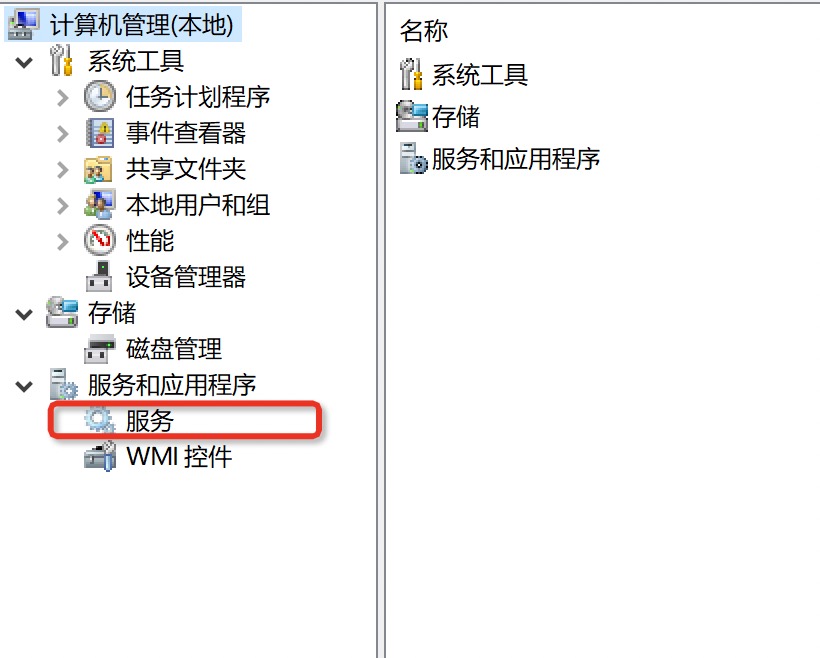 计算机管理(本地)
系统工具
任务计划程序
事件查看器
共享文件夹
本地用户和组
性能
设备管理器
存储
磁盘管理
服务和应用程序
服务
WMI 控件
名称
系统工具
存储
服务和应用程序